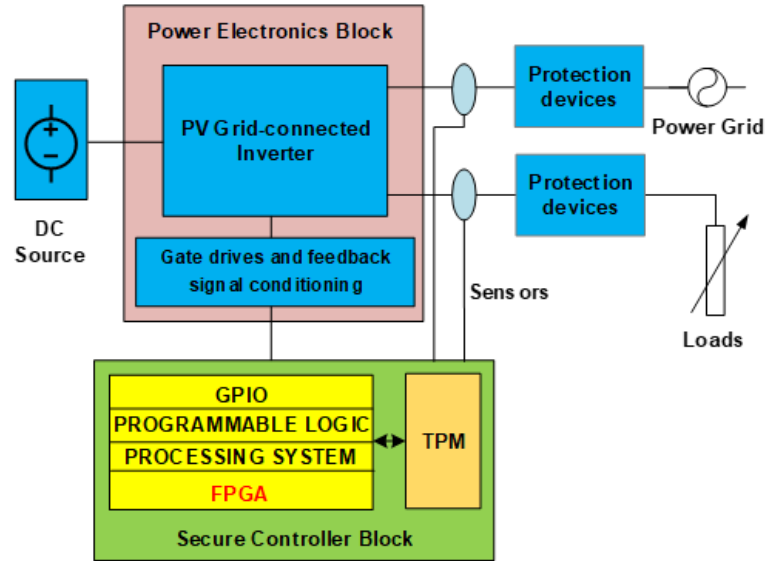 Power Electronics Block
PV Grid-connected
Inverter
Protection
devices
Power Grid
Protection
devices
DC
Source
Gate drives and feedback
signal conditioning
Sensors
Loads
GPIO
PROGRAMMABLE LOGIC
PROCESSING SYSTEM
FPGA
TPM
Secure Controller Block